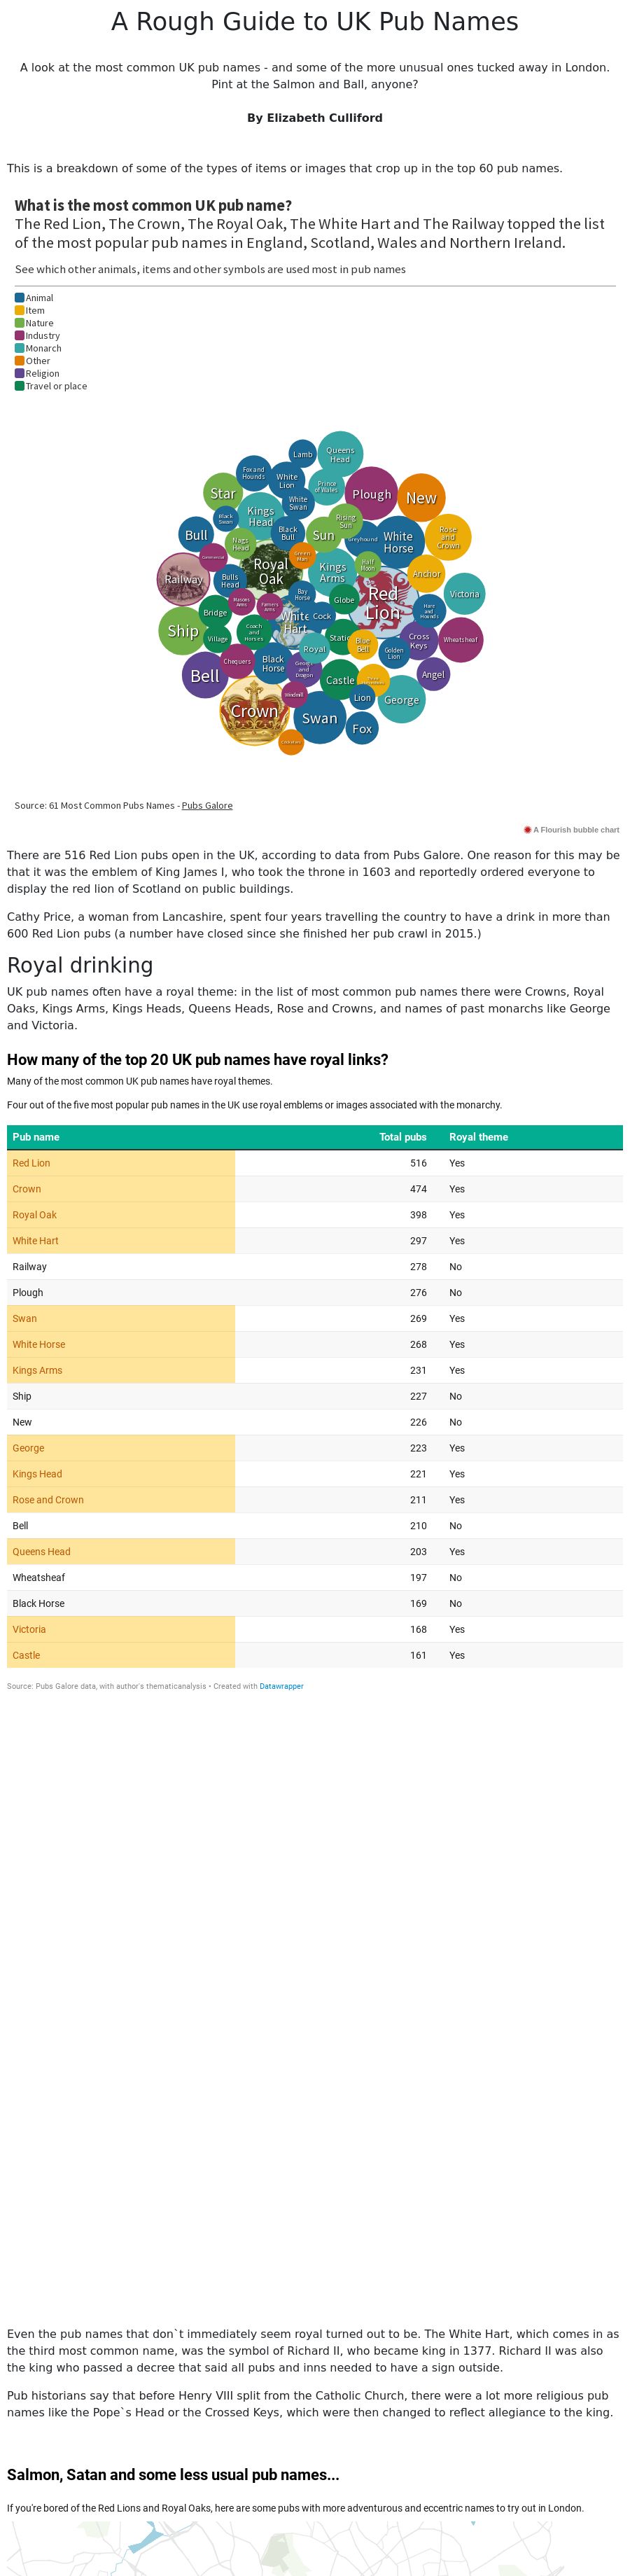 A Rough Guide to UK Pub Names
A look at the most common UK pub names - and some of the more unusual ones tucked away in London.
Pint at the Salmon and Ball, anyone?
By Elizabeth Culliford
This is a breakdown of some of the types of items or images that crop up in the top 60 pub names.
What is the most common UK pub name?
The Red Lion, The Crown, The Royal Oak, The White Hart and The Railway topped the list
of the most popular pub names in England, Scotland, Wales and Northern Ireland.
See which other animals, items and other symbols are used most in pub names
Animal
Item
Nature
Industry
Monarch
Other
Religion
Travel or place
Lamb
Queens
Head
Fox and
Hounds
White
Lion
Prince
of Wales
Star
Plough
New
White
Swan
Kings
Head
Black
Swan
Rising
Sun
Bull
Black
Bull
Sun
Greyhound
White
Horse
Rose
and
Crown
Nags
Head
Green
Man
Commercial
Royal
Oak
Kings
Arms
Half
Moon
Anchor
Railway
Bulls
Head
Bay
Horse
Red
Lion
Victoria
Masons
Arms
Farmers
Arms
Globe
Hare
and
Hounds
Bridge
White
Hart
Cock
Ship
Coach
and
Horses
Village
Static
Blue
Bell
Cross
Keys
Wheatsheaf
Royal
Golden
Lion
Chequers
Black
Horse
George
and
Dragon
Bell
Castle
Angel
Windmill
Lion
George
Crown
Swan
Fox
Source: 61 Most Common Pubs Names - Pubs Galore
A Flourish bubble chart
There are 516 Red Lion pubs open in the UK, according to data from Pubs Galore. One reason for this may be
that it was the emblem of King James I, who took the throne in 1603 and reportedly ordered everyone to
display the red lion of Scotland on public buildings.
Cathy Price, a woman from Lancashire, spent four years travelling the country to have a drink in more than
600 Red Lion pubs (a number have closed since she finished her pub crawl in 2015.)
Royal drinking
UK pub names often have a royal theme: in the list of most common pub names there were Crowns, Royal
Oaks, Kings Arms, Kings Heads, Queens Heads, Rose and Crowns, and names of past monarchs like George
and Victoria.
How many of the top 20 UK pub names have royal links?
Many of the most common UK pub names have royal themes.
Four out of the five most popular pub names in the UK use royal emblems or images associated with the monarchy.
Pub name Total pubs Royal theme
Red Lion 516 Yes
Crown 474 Yes
Royal Oak 398 Yes
White Hart 297 Yes
Railway 278 No
Plough 276 No
Swan 269 Yes
White Horse 268 Yes
Kings Arms 231 Yes
Ship 227 No
New 226 No
George 223 Yes
Kings Head 221 Yes
Rose and Crown 211 Yes
Bell 210 No
Queens Head 203 Yes
Wheatsheaf 197 No
Black Horse 169 No
Victoria 168 Yes
Castle 161 Yes
Source: Pubs Galore data, with author's thematicanalysis • Created with Datawrapper
Even the pub names that don`t immediately seem royal turned out to be. The White Hart, which comes in as
the third most common name, was the symbol of Richard II, who became king in 1377. Richard II was also
the king who passed a decree that said all pubs and inns needed to have a sign outside.
Pub historians say that before Henry VIII split from the Catholic Church, there were a lot more religious pub
names like the Pope`s Head or the Crossed Keys, which were then changed to reflect allegiance to the king.
Salmon, Satan and some less usual pub names...
If you're bored of the Red Lions and Royal Oaks, here are some pubs with more adventurous and eccentric names to try out in London.